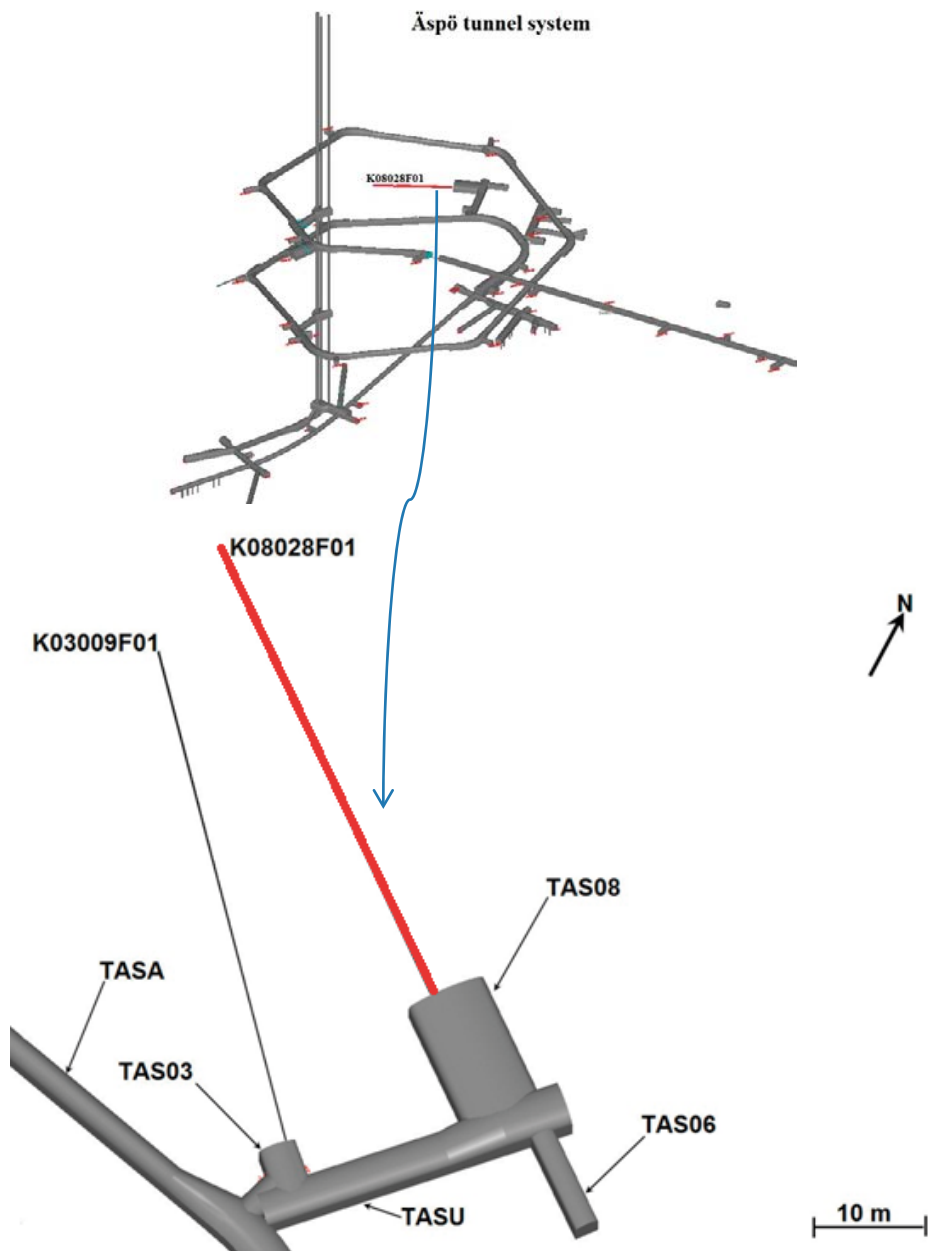 Äspö tunnel system
K08028F01
K08028F01
N
K03009F01
TAS08
TASA
TAS03
TAS06
TASU
10 m